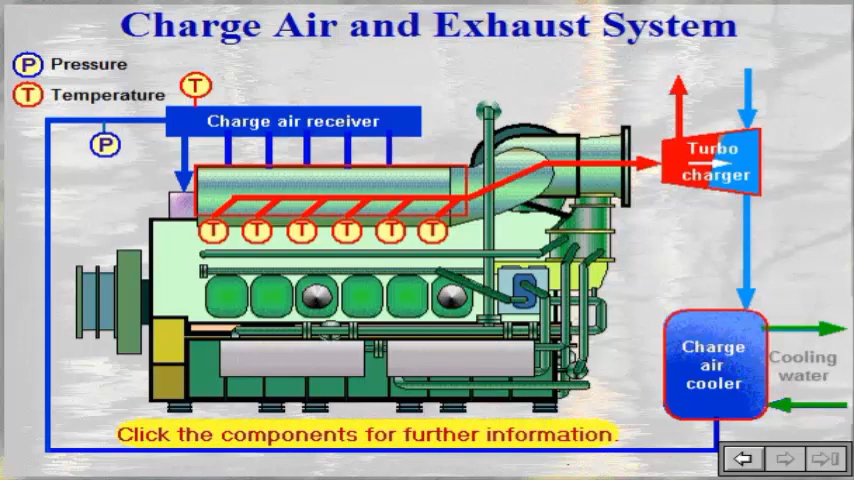 Charge Air and Exhaust System
P Pressure
T Temperature
T
Charge air receiver
P
Turbo
charger
T T T T T T
Charge
air
cooler
Cooling
water
Click the components for further information.